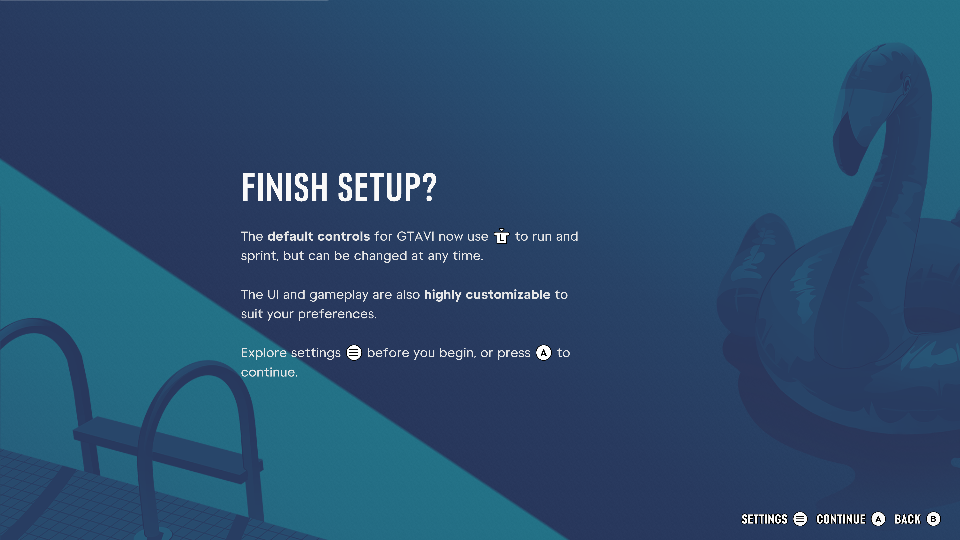 FINISH SETUP?
The default controls for GTAVI now use L to run and
sprint, but can be changed at any time.
The UI and gameplay are also highly customizable to
suit your preferences.
Explore settings before you begin, or press A to
continue.
SETTINGS CONTINUE A BACK B